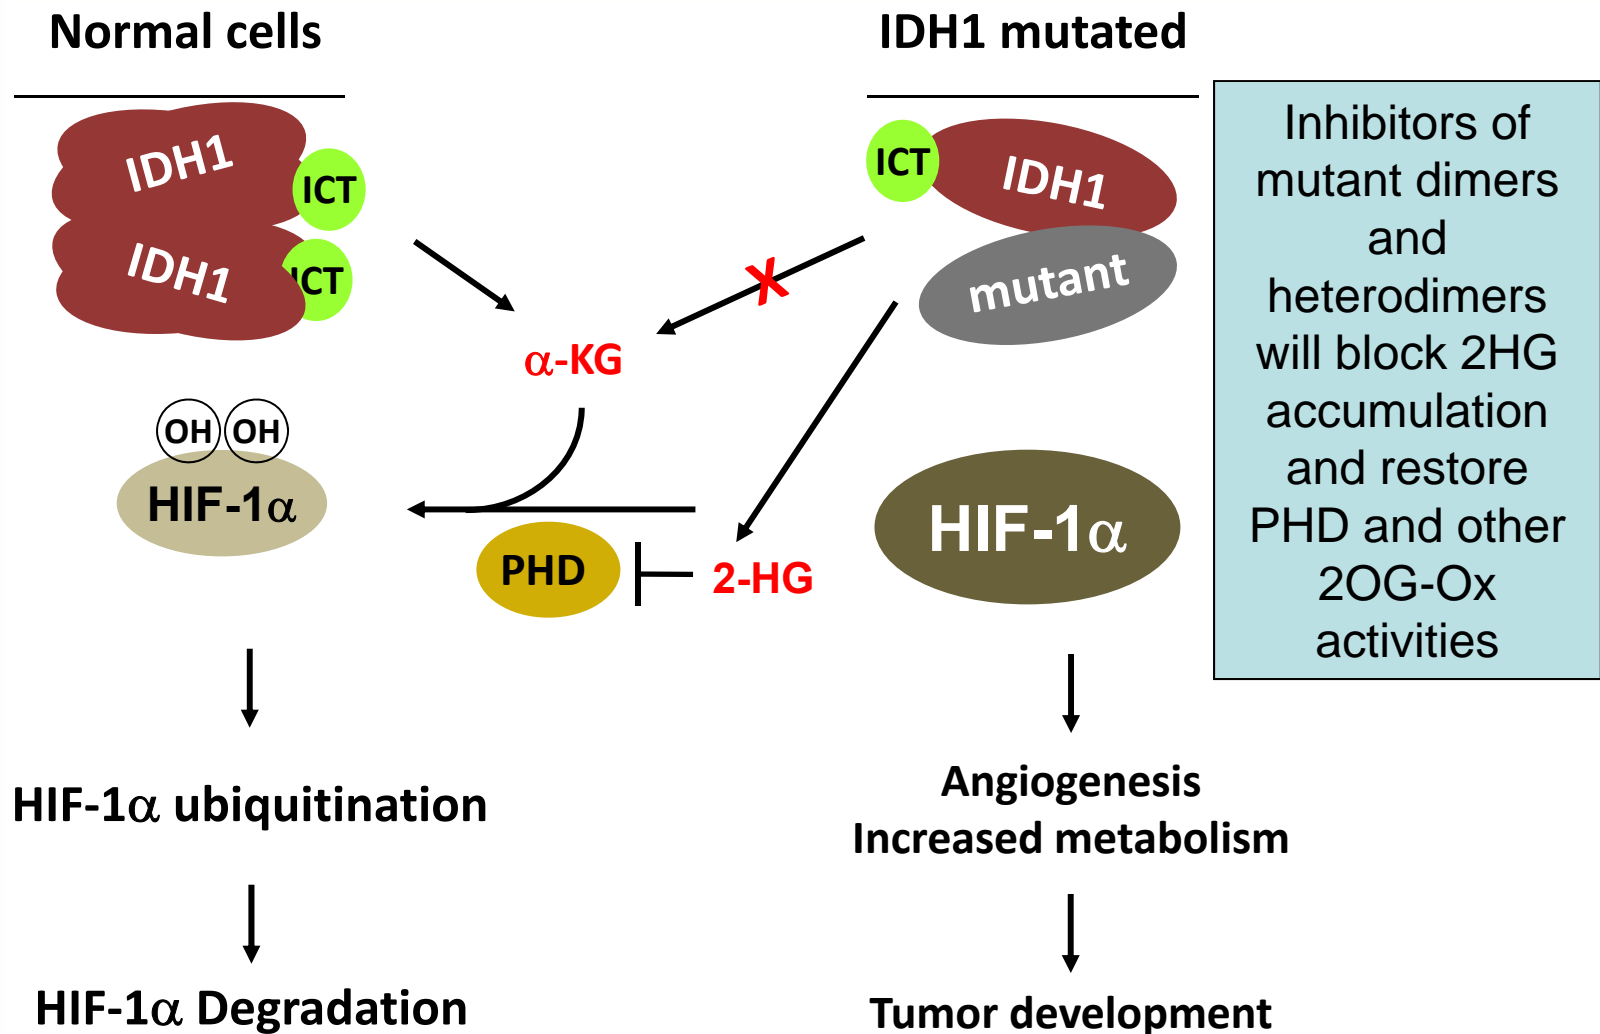 Normal cells
IDH1
ICT
IDH1
ICT
OH OH
HIF-1α
HIF-1α ubiquitination
HIF-1α Degradation
α-KG
PHD
2-HG
X
IDH1 mutated
ICT
IDH1
mutant
HIF-1α
Angiogenesis
Increased metabolism
Tumor development
Inhibitors of
mutant dimers
and
heterodimers
will block 2HG
accumulation
and restore
PHD and other
2OG-Ox
activities